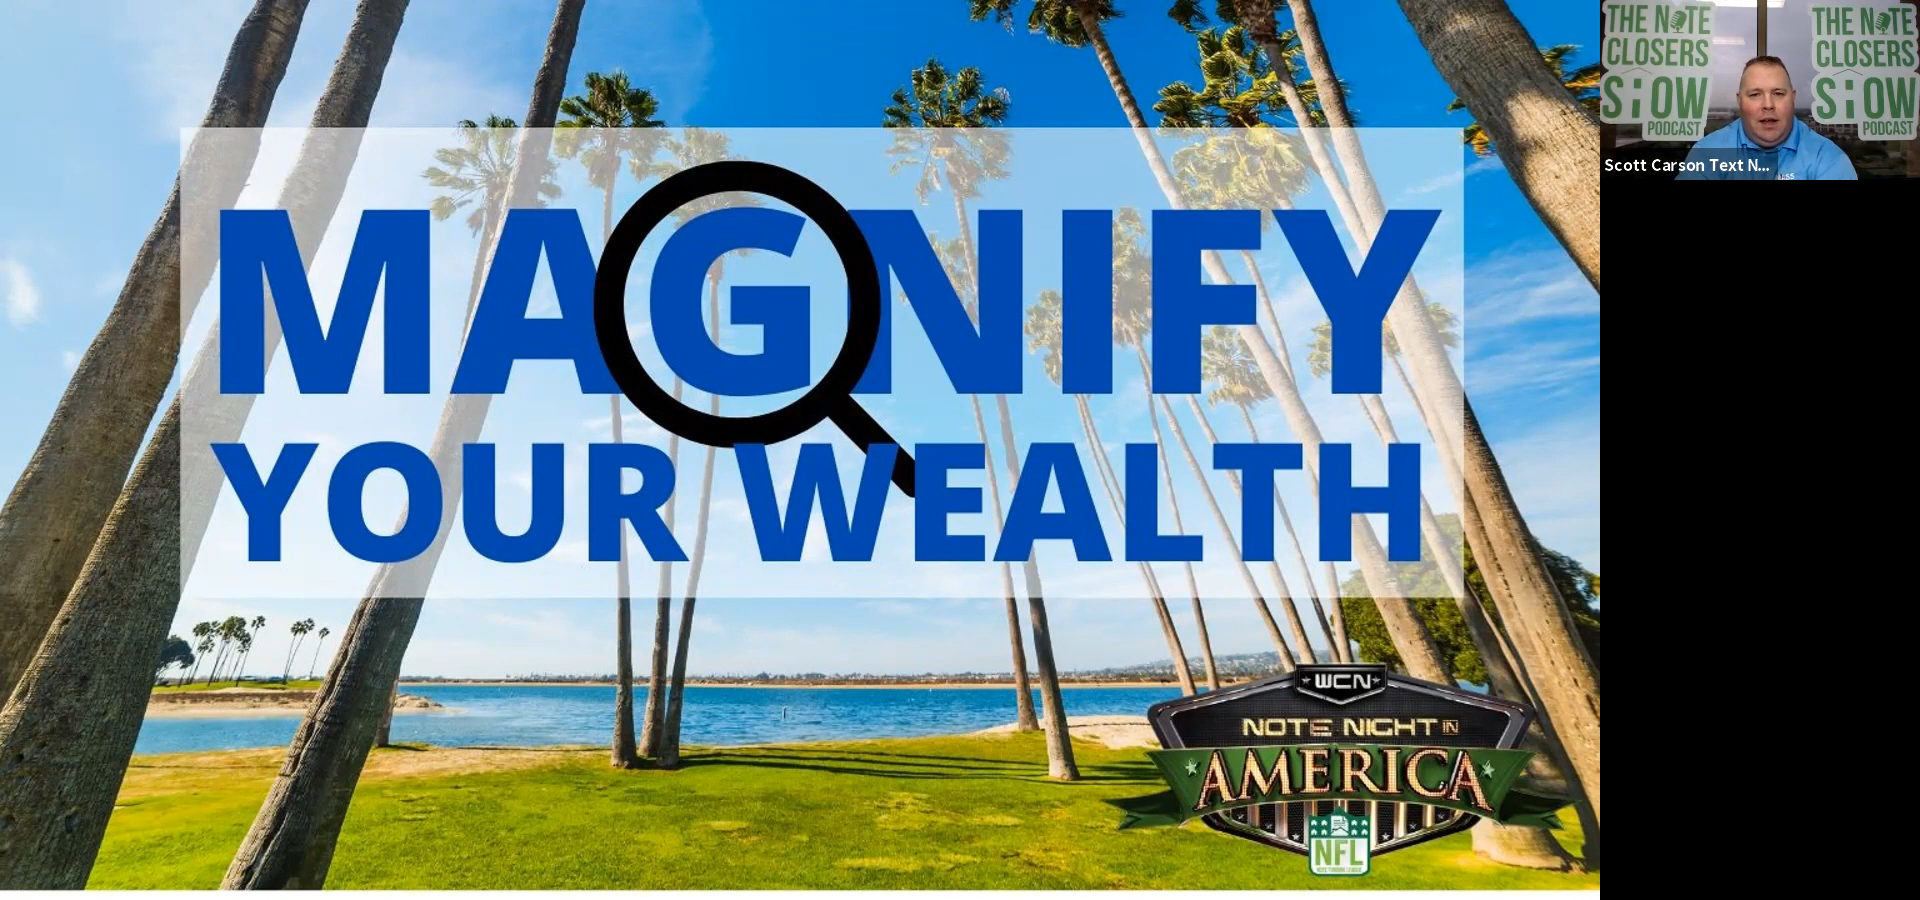 MAGNIFY
YOUR WEALTH
WCN
NOTE NIGHT IN
AMERICA
NFL
THE NOTE
CLOSERS
SHOW
PODCAST
THE NOTE
CLOSERS
SHOW
PODCAST
Scott Carson Text N...